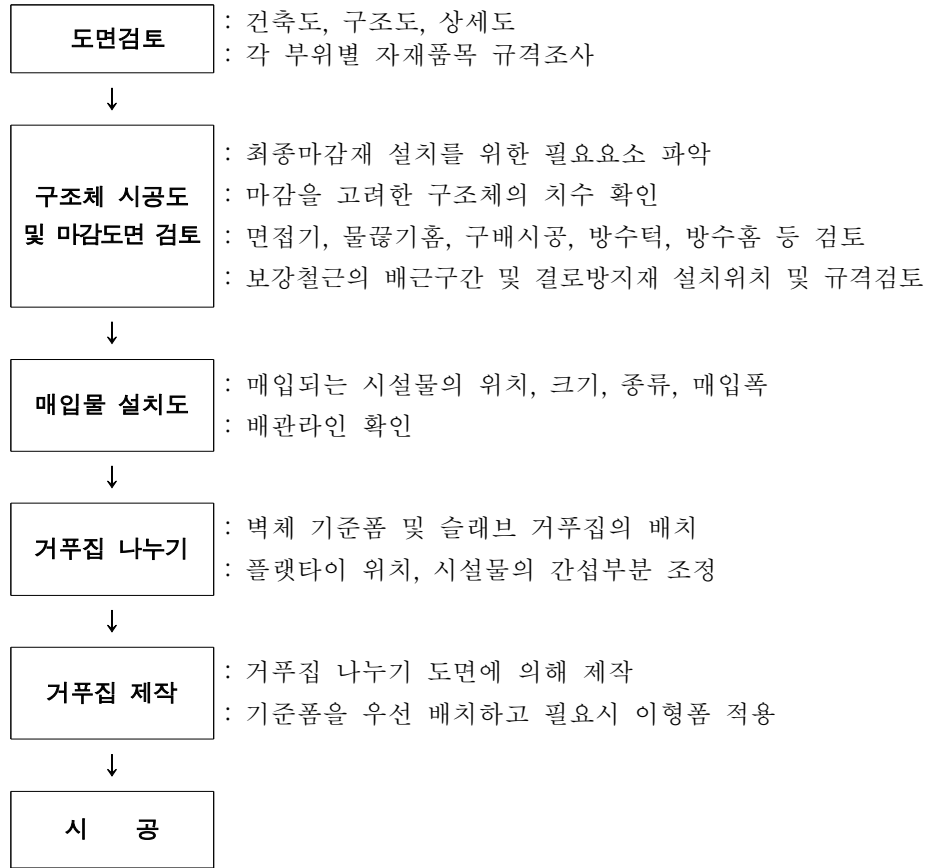 도면검토
: 건축도, 구조도, 상세도
: 각 부위별 자재품목 규격조사
↓
구조체 시공도
및 마감도면 검토
: 최종마감재 설치를 위한 필요요소 파악
: 마감을 고려한 구조체의 치수 확인
: 면접기, 물끊기홈, 구배시공, 방수턱, 방수홈 등 검토
: 보강철근의 배근구간 및 결로방지재 설치위치 및 규격검토
↓
매입물 설치도
: 매입되는 시설물의 위치, 크기, 종류, 매입폭
: 배관라인 확인
↓
거푸집 나누기
: 벽체 기준폼 및 슬래브 거푸집의 배치
: 플랫타이 위치, 시설물의 간섭부분 조정
↓
거푸집 제작
: 거푸집 나누기 도면에 의해 제작
: 기준폼을 우선 배치하고 필요시 이형폼 적용
↓
시 공